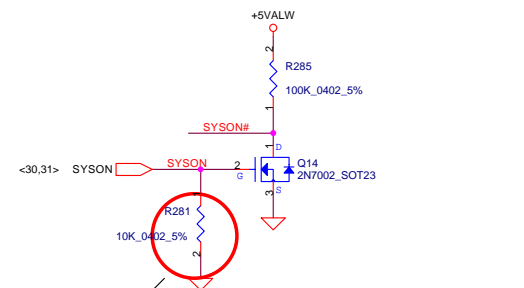 +5VALW
2
R285
100K_0402_5%
1
SYSON#
1
D
Q14
2N7002_SOT23
<30,31>
SYSON
SYSON
2
G
S
3
R281
10K_0402_5%
2